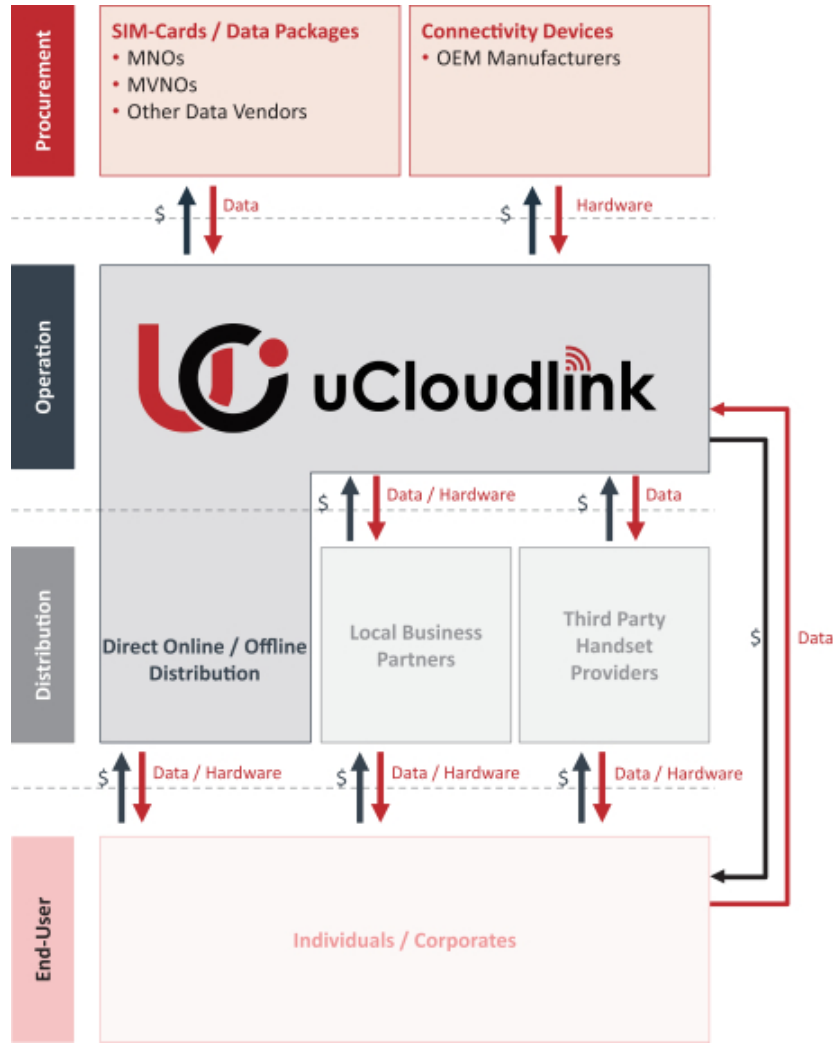 Procurement
SIM-Cards / Data Packages
• MNOs
• MVNOs
• Other Data Vendors
Connectivity Devices
• OEM Manufacturers
$
Data
$
Hardware
Operation
uCloudlink
$
Data / Hardware
$
Data
Distribution
Direct Online / Offline
Distribution
Local Business
Partners
Third Party
Handset
Providers
$
Data
$
Data / Hardware
$
Data / Hardware
$
Data / Hardware
End-User
Individuals / Corporates